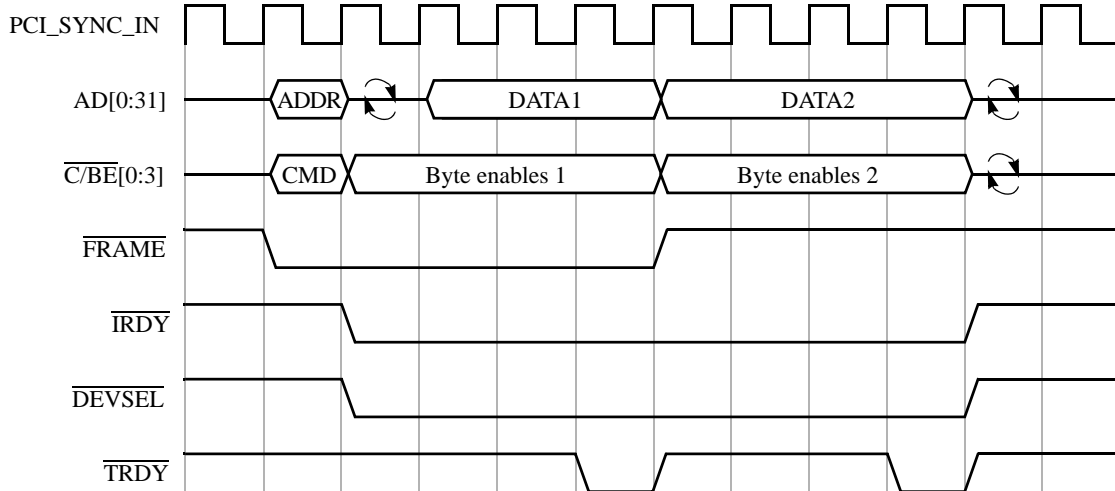 PCI_SYNC_IN
AD[0:31] ADDR DATA1 DATA2
C/BE[0:3] CMD Byte enables 1 Byte enables 2
FRAME
IRDY
DEVSEL
TRDY